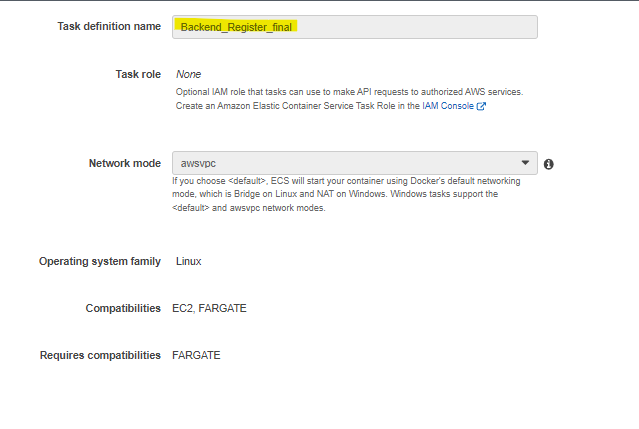 Task definition name Backend_Register_final
Task role None
Optional IAM role that tasks can use to make API requests to authorized AWS services.
Create an Amazon Elastic Container Service Task Role in the IAM Console
Network mode awsvpc
If you choose <default>, ECS will start your container using Docker's default networking
mode, which is Bridge on Linux and NAT on Windows. Windows tasks support the
<default> and awsvpc network modes.
Operating system family Linux
Compatibilities EC2, FARGATE
Requires compatibilities FARGATE